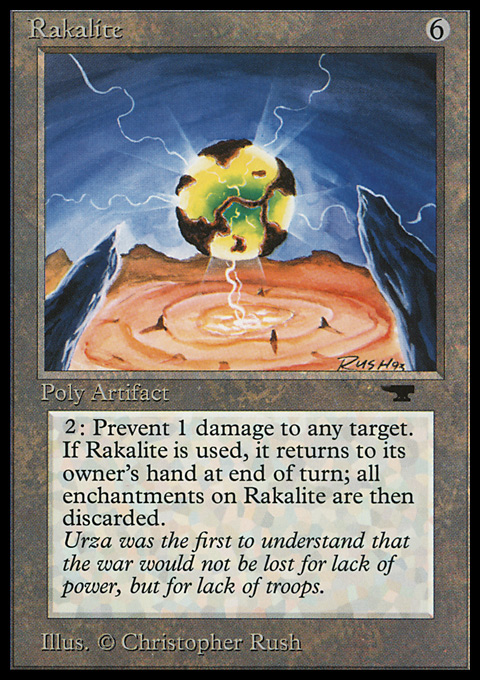 Rakalite 6
RUSH93
Poly Artifact
2: Prevent 1 damage to any target.
If Rakalite is used, it returns to its
owner's hand at end of turn; all
enchantments on Rakalite are then
discarded.
Urza was the first to understand that
the war would not be lost for lack of
power, but for lack of troops.
Illus. © Christopher Rush